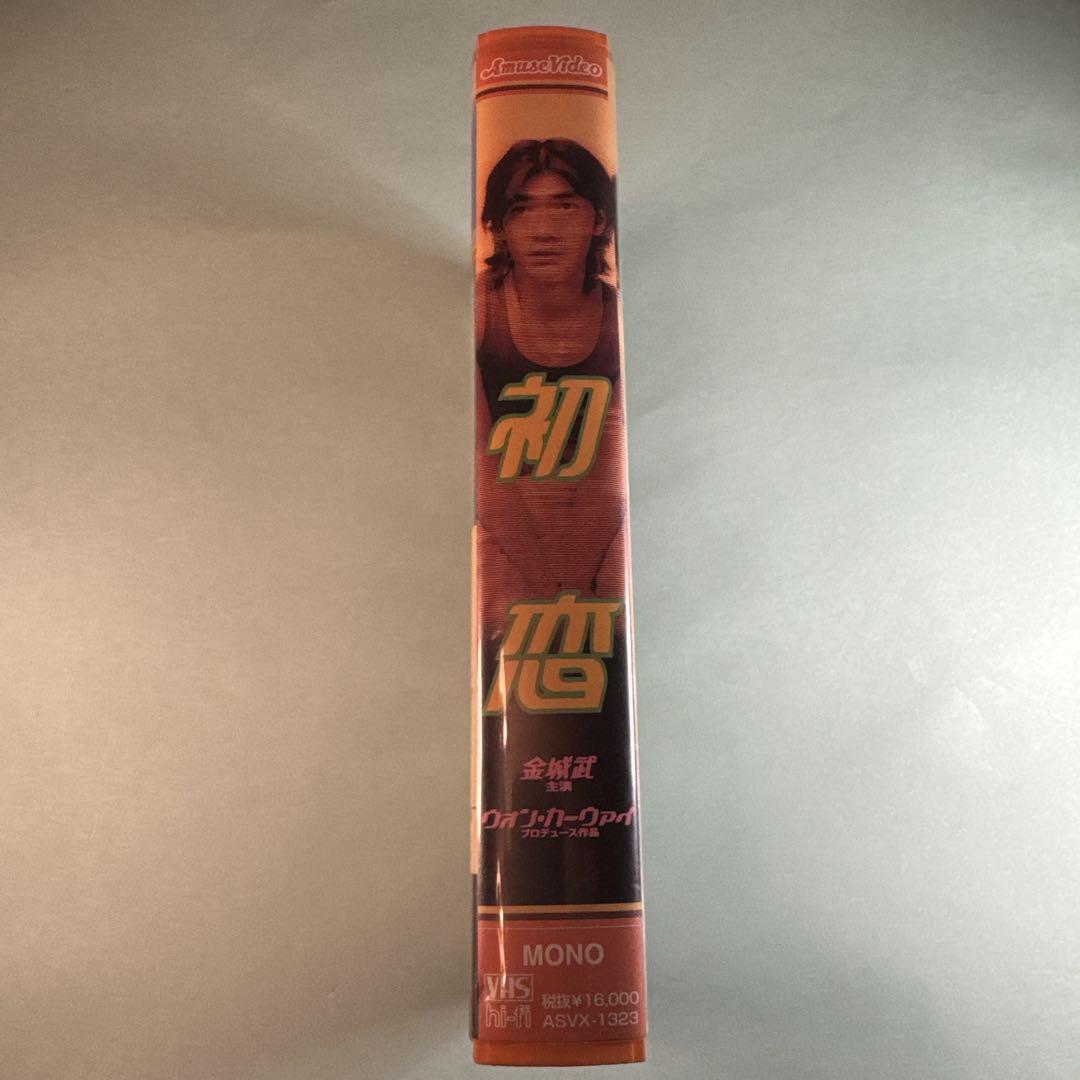 AmuseVideo
初
恋
金城武
主演
ウォン・カーウァイ
プロデュース作品
MONO
VHS
hi-fi
税抜¥16,000
ASVX-1323